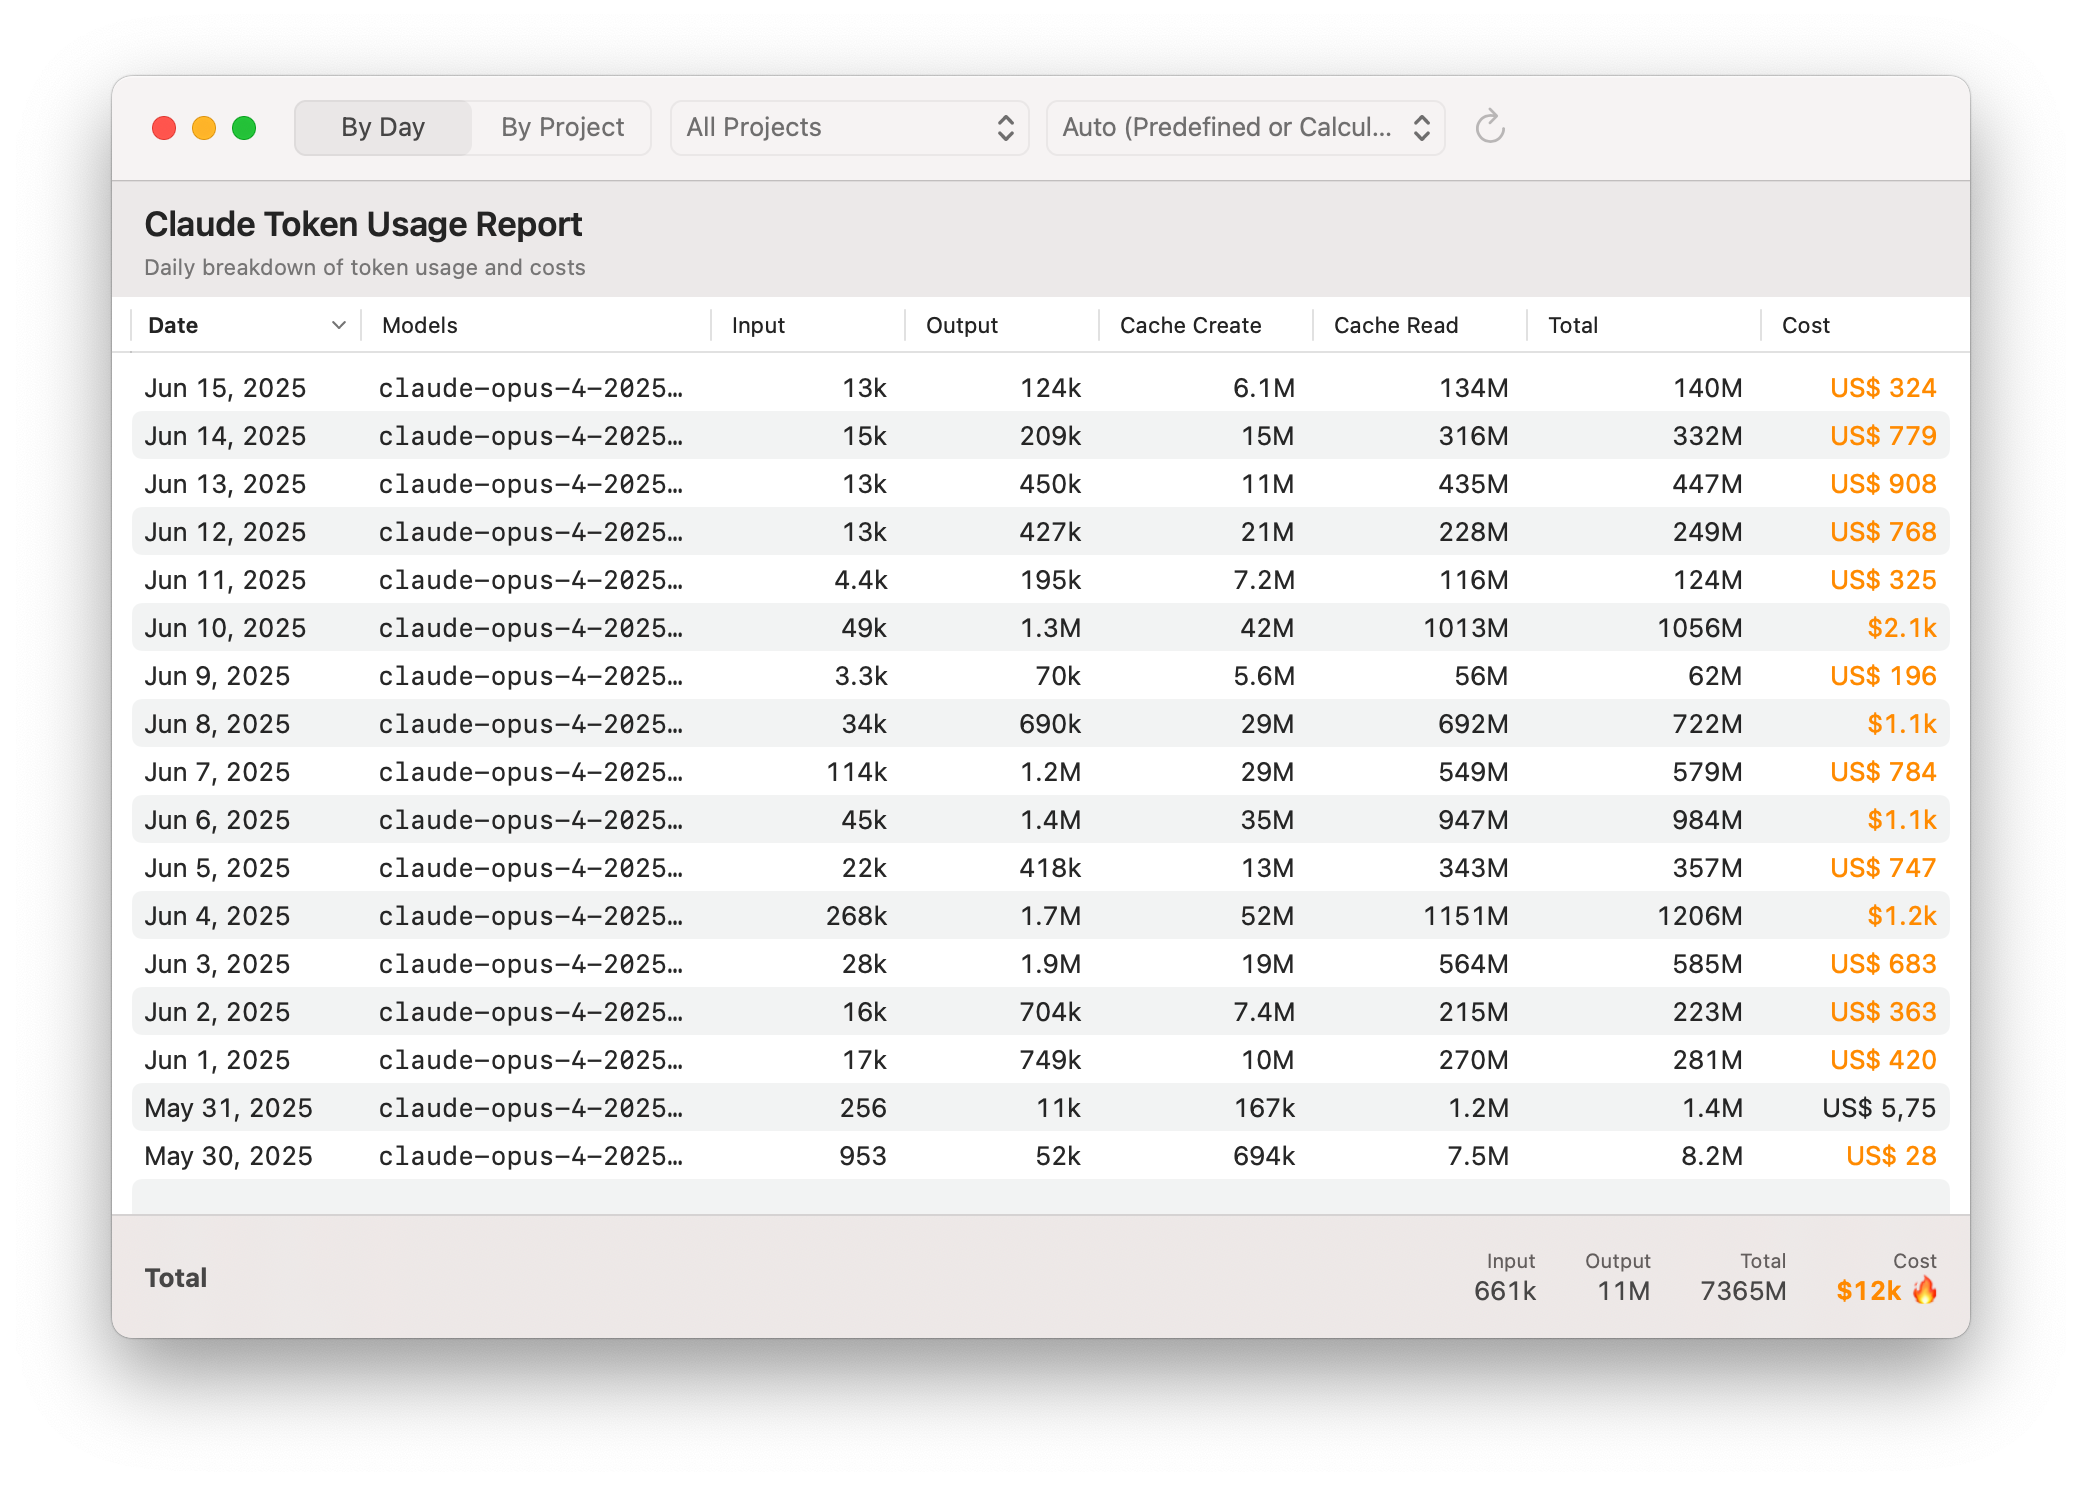 By Day By Project All Projects Auto (Predefined or Calcul...
Claude Token Usage Report
Daily breakdown of token usage and costs
Date Models Input Output Cache Create Cache Read Total Cost
Jun 15, 2025 claude-opus-4-2025… 13k 124k 6.1M 134M 140M US$ 324
Jun 14, 2025 claude-opus-4-2025… 15k 209k 15M 316M 332M US$ 779
Jun 13, 2025 claude-opus-4-2025… 13k 450k 11M 435M 447M US$ 908
Jun 12, 2025 claude-opus-4-2025… 13k 427k 21M 228M 249M US$ 768
Jun 11, 2025 claude-opus-4-2025… 4.4k 195k 7.2M 116M 124M US$ 325
Jun 10, 2025 claude-opus-4-2025… 49k 1.3M 42M 1013M 1056M $2.1k
Jun 9, 2025 claude-opus-4-2025… 3.3k 70k 5.6M 56M 62M US$ 196
Jun 8, 2025 claude-opus-4-2025… 34k 690k 29M 692M 722M $1.1k
Jun 7, 2025 claude-opus-4-2025… 114k 1.2M 29M 549M 579M US$ 784
Jun 6, 2025 claude-opus-4-2025… 45k 1.4M 35M 947M 984M $1.1k
Jun 5, 2025 claude-opus-4-2025… 22k 418k 13M 343M 357M US$ 747
Jun 4, 2025 claude-opus-4-2025… 268k 1.7M 52M 1151M 1206M $1.2k
Jun 3, 2025 claude-opus-4-2025… 28k 1.9M 19M 564M 585M US$ 683
Jun 2, 2025 claude-opus-4-2025… 16k 704k 7.4M 215M 223M US$ 363
Jun 1, 2025 claude-opus-4-2025… 17k 749k 10M 270M 281M US$ 420
May 31, 2025 claude-opus-4-2025… 256 11k 167k 1.2M 1.4M US$ 5,75
May 30, 2025 claude-opus-4-2025… 953 52k 694k 7.5M 8.2M US$ 28
Input Output Total Cost
Total 661k 11M 7365M $12k 🔥